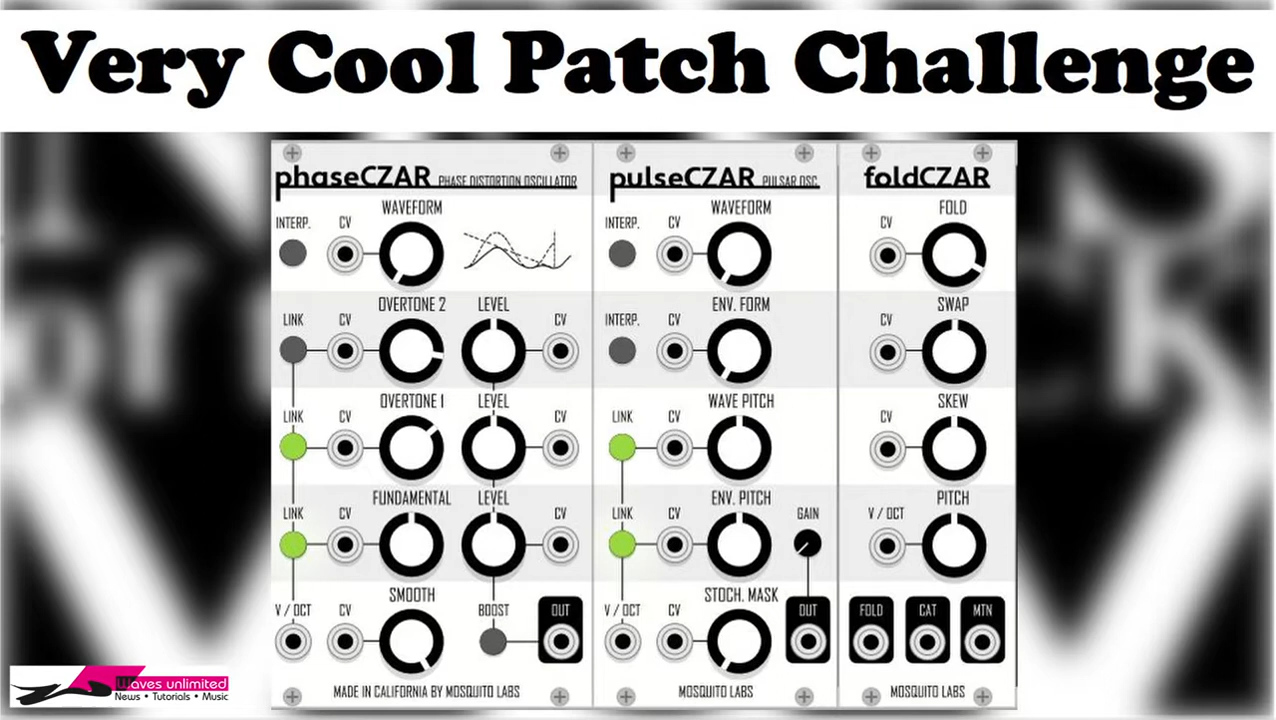 Very Cool Patch Challenge
phaseCZAR PHASE DISTORTION OSCILLATOR
INTERP. CV WAVEFORM
LINK CV OVERTONE 2 LEVEL CV
LINK CV OVERTONE 1 LEVEL CV
LINK CV FUNDAMENTAL LEVEL CV
V / OCT CV SMOOTH BOOST OUT
MADE IN CALIFORNIA BY MOSQUITO LABS
pulseCZAR PULSAR OSC.
INTERP. CV WAVEFORM
INTERP. CV ENV. FORM
LINK CV WAVE PITCH
LINK CV ENV. PITCH GAIN
V / OCT CV STOCH. MASK OUT
MOSQUITO LABS
foldCZAR
CV FOLD
CV SWAP
CV SKEW
V / OCT PITCH
FOLD CAT MTN
MOSQUITO LABS
Waves unlimited
News • Tutorials • Music